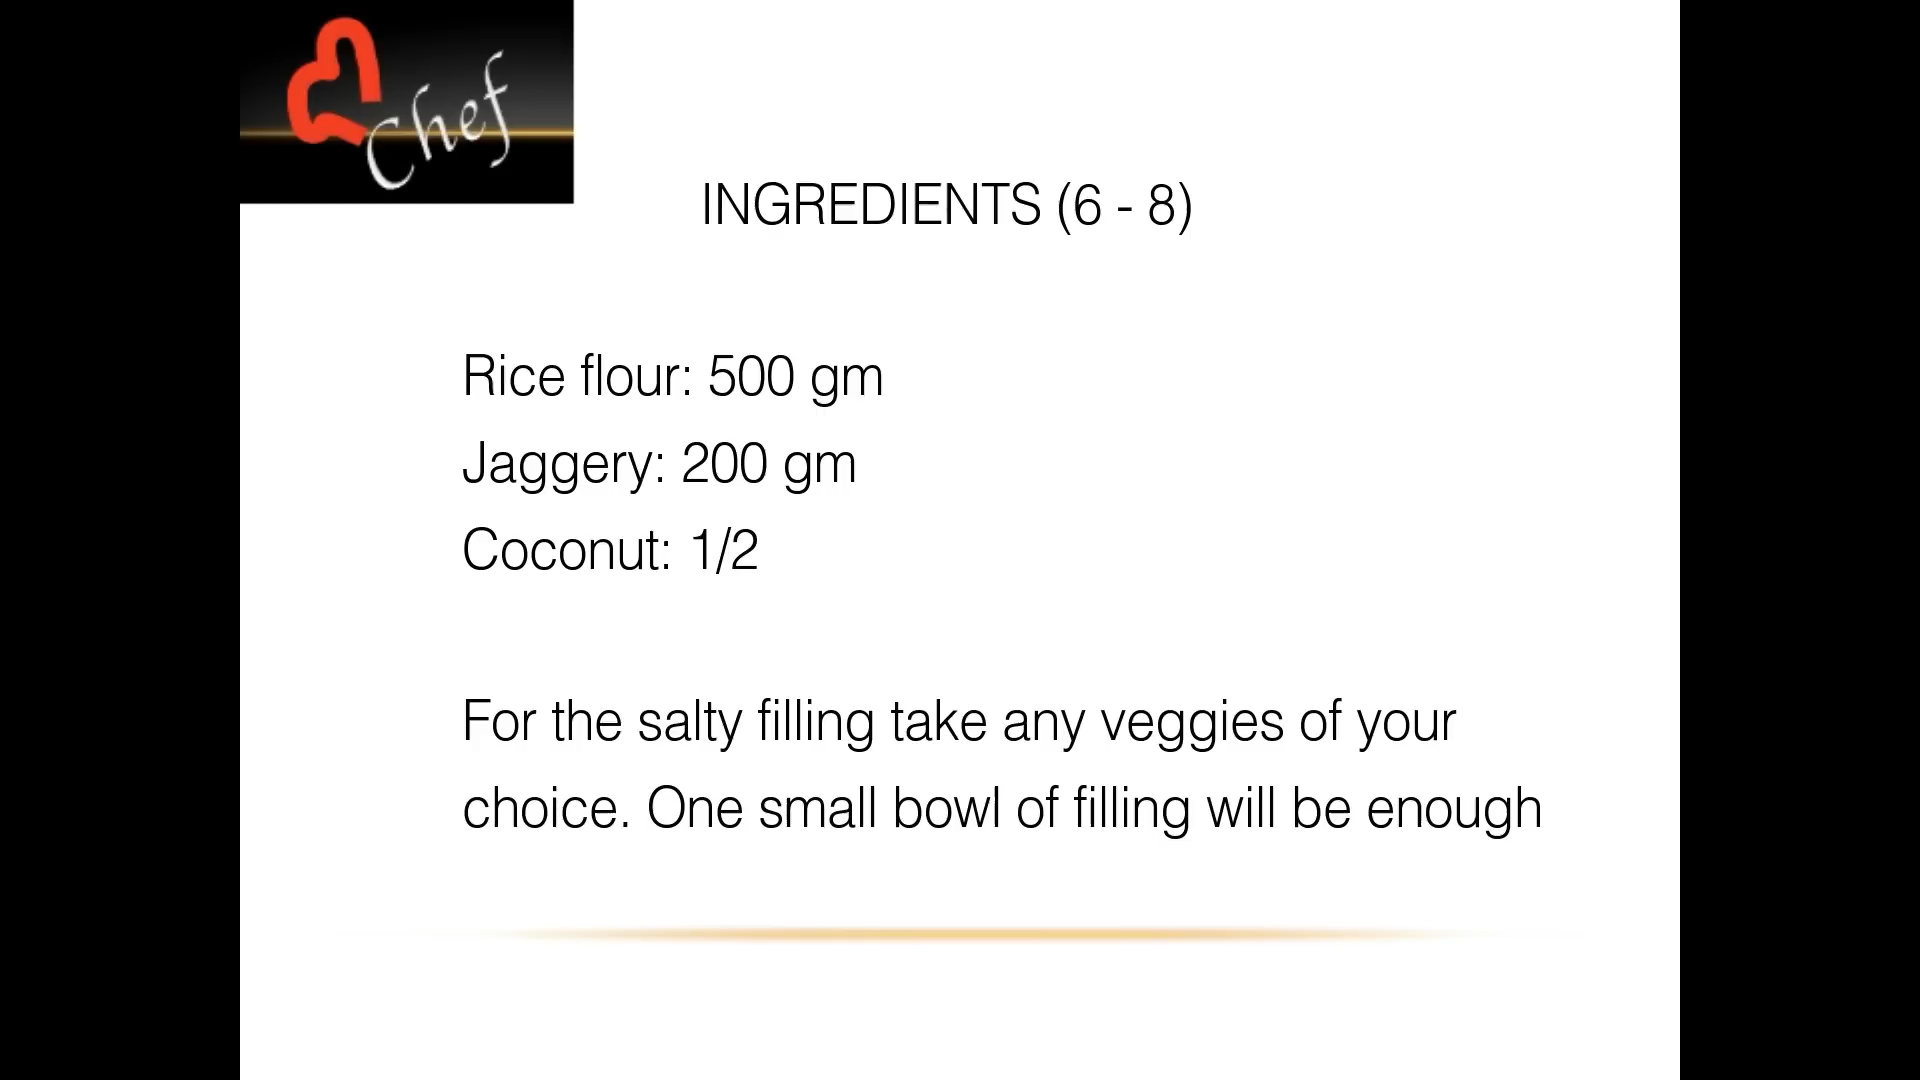 Chef
INGREDIENTS (6 - 8)
Rice flour: 500 gm
Jaggery: 200 gm
Coconut: 1/2
For the salty filling take any veggies of your
choice. One small bowl of filling will be enough